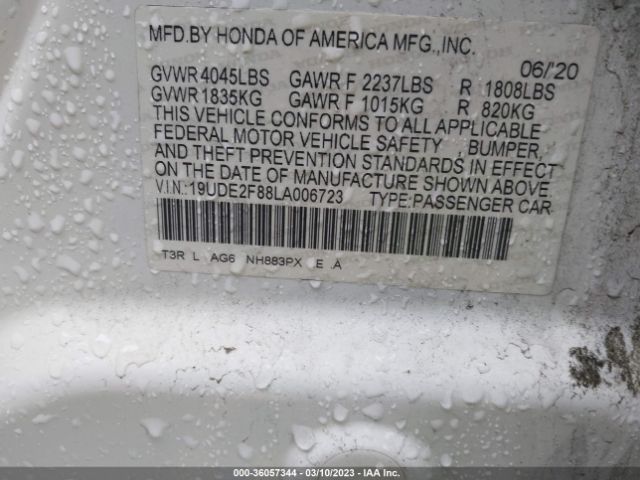 MFD.BY HONDA OF AMERICA MFG.,INC.
06/'20
GVWR 4045LBS GAWR F 2237LBS R 1808LBS
GVWR 1835KG GAWR F 1015KG R 820KG
THIS VEHICLE CONFORMS TO ALL APPLICABLE
FEDERAL MOTOR VEHICLE SAFETY , BUMPER,
AND THEFT PREVENTION STANDARDS IN EFFECT
ON THE DATE OF MANUFACTURE SHOWN ABOVE.
V.I.N.: 19UDE2F88LA006723 TYPE:PASSENGER CAR
T3R L AG6 NH883PX E .A
000-36057344 — 03/10/2023 — IAA Inc.